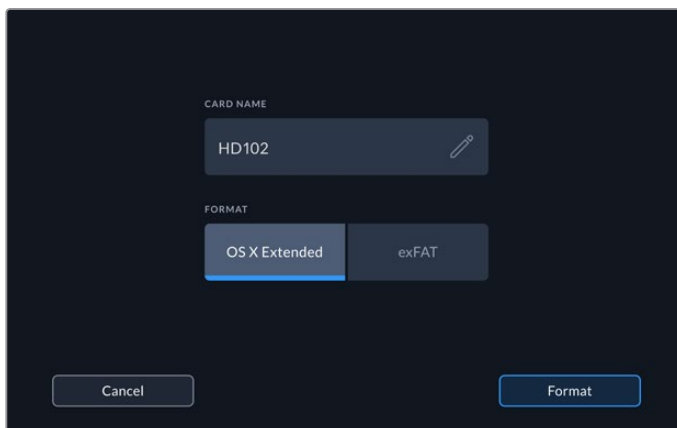 CARD NAME
HD102
FORMAT
OS X Extended exFAT
Cancel Format